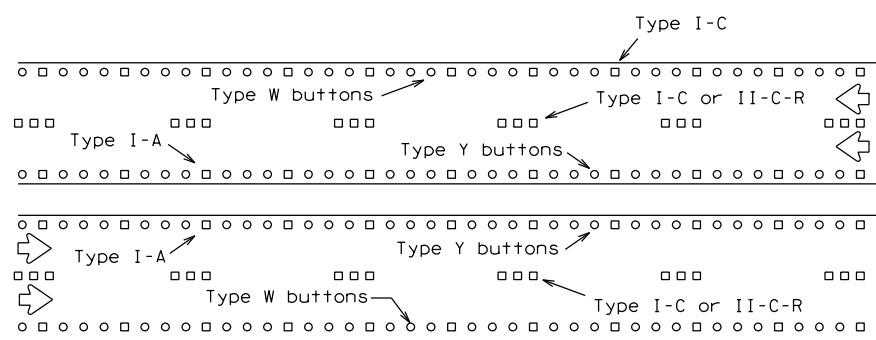 Type I-C
Type W buttons
Type I-C or II-C-R
Type I-A
Type Y buttons
Type I-A
Type Y buttons
Type W buttons
Type I-C or II-C-R